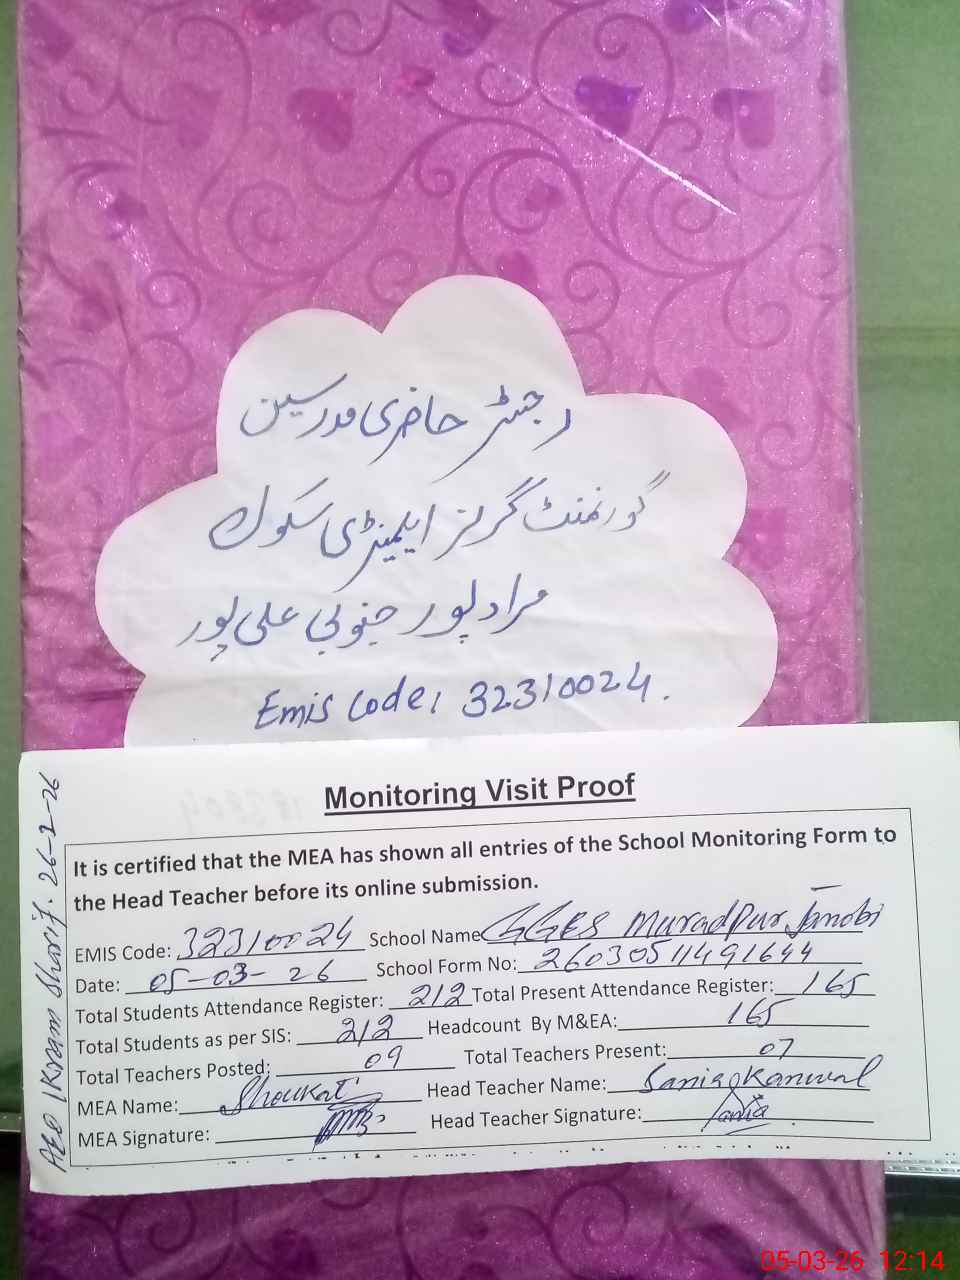 رجسٹر حاضری مدرسین
گورنمنٹ گرلز ایلیمنٹری سکول
مراد پور جنوبی علی پور
Emis Code: 32310024.
Monitoring Visit Proof
It is certified that the MEA has shown all entries of the School Monitoring Form to
the Head Teacher before its online submission.
EMIS Code: 32310024 School Name GGES Muradpur Janobi
Date: 05-03-26 School Form No: 26030511491644
Total Students Attendance Register: 212 Total Present Attendance Register: 165
Total Students as per SIS: 212 Headcount By M&EA: 165
Total Teachers Posted: 09 Total Teachers Present: 07
MEA Name: Shoukat Head Teacher Name: Sania Kanwal
MEA Signature: Head Teacher Signature: Sania
AEO Ikram Sharif. 26-2-26
05-03-26 12:14